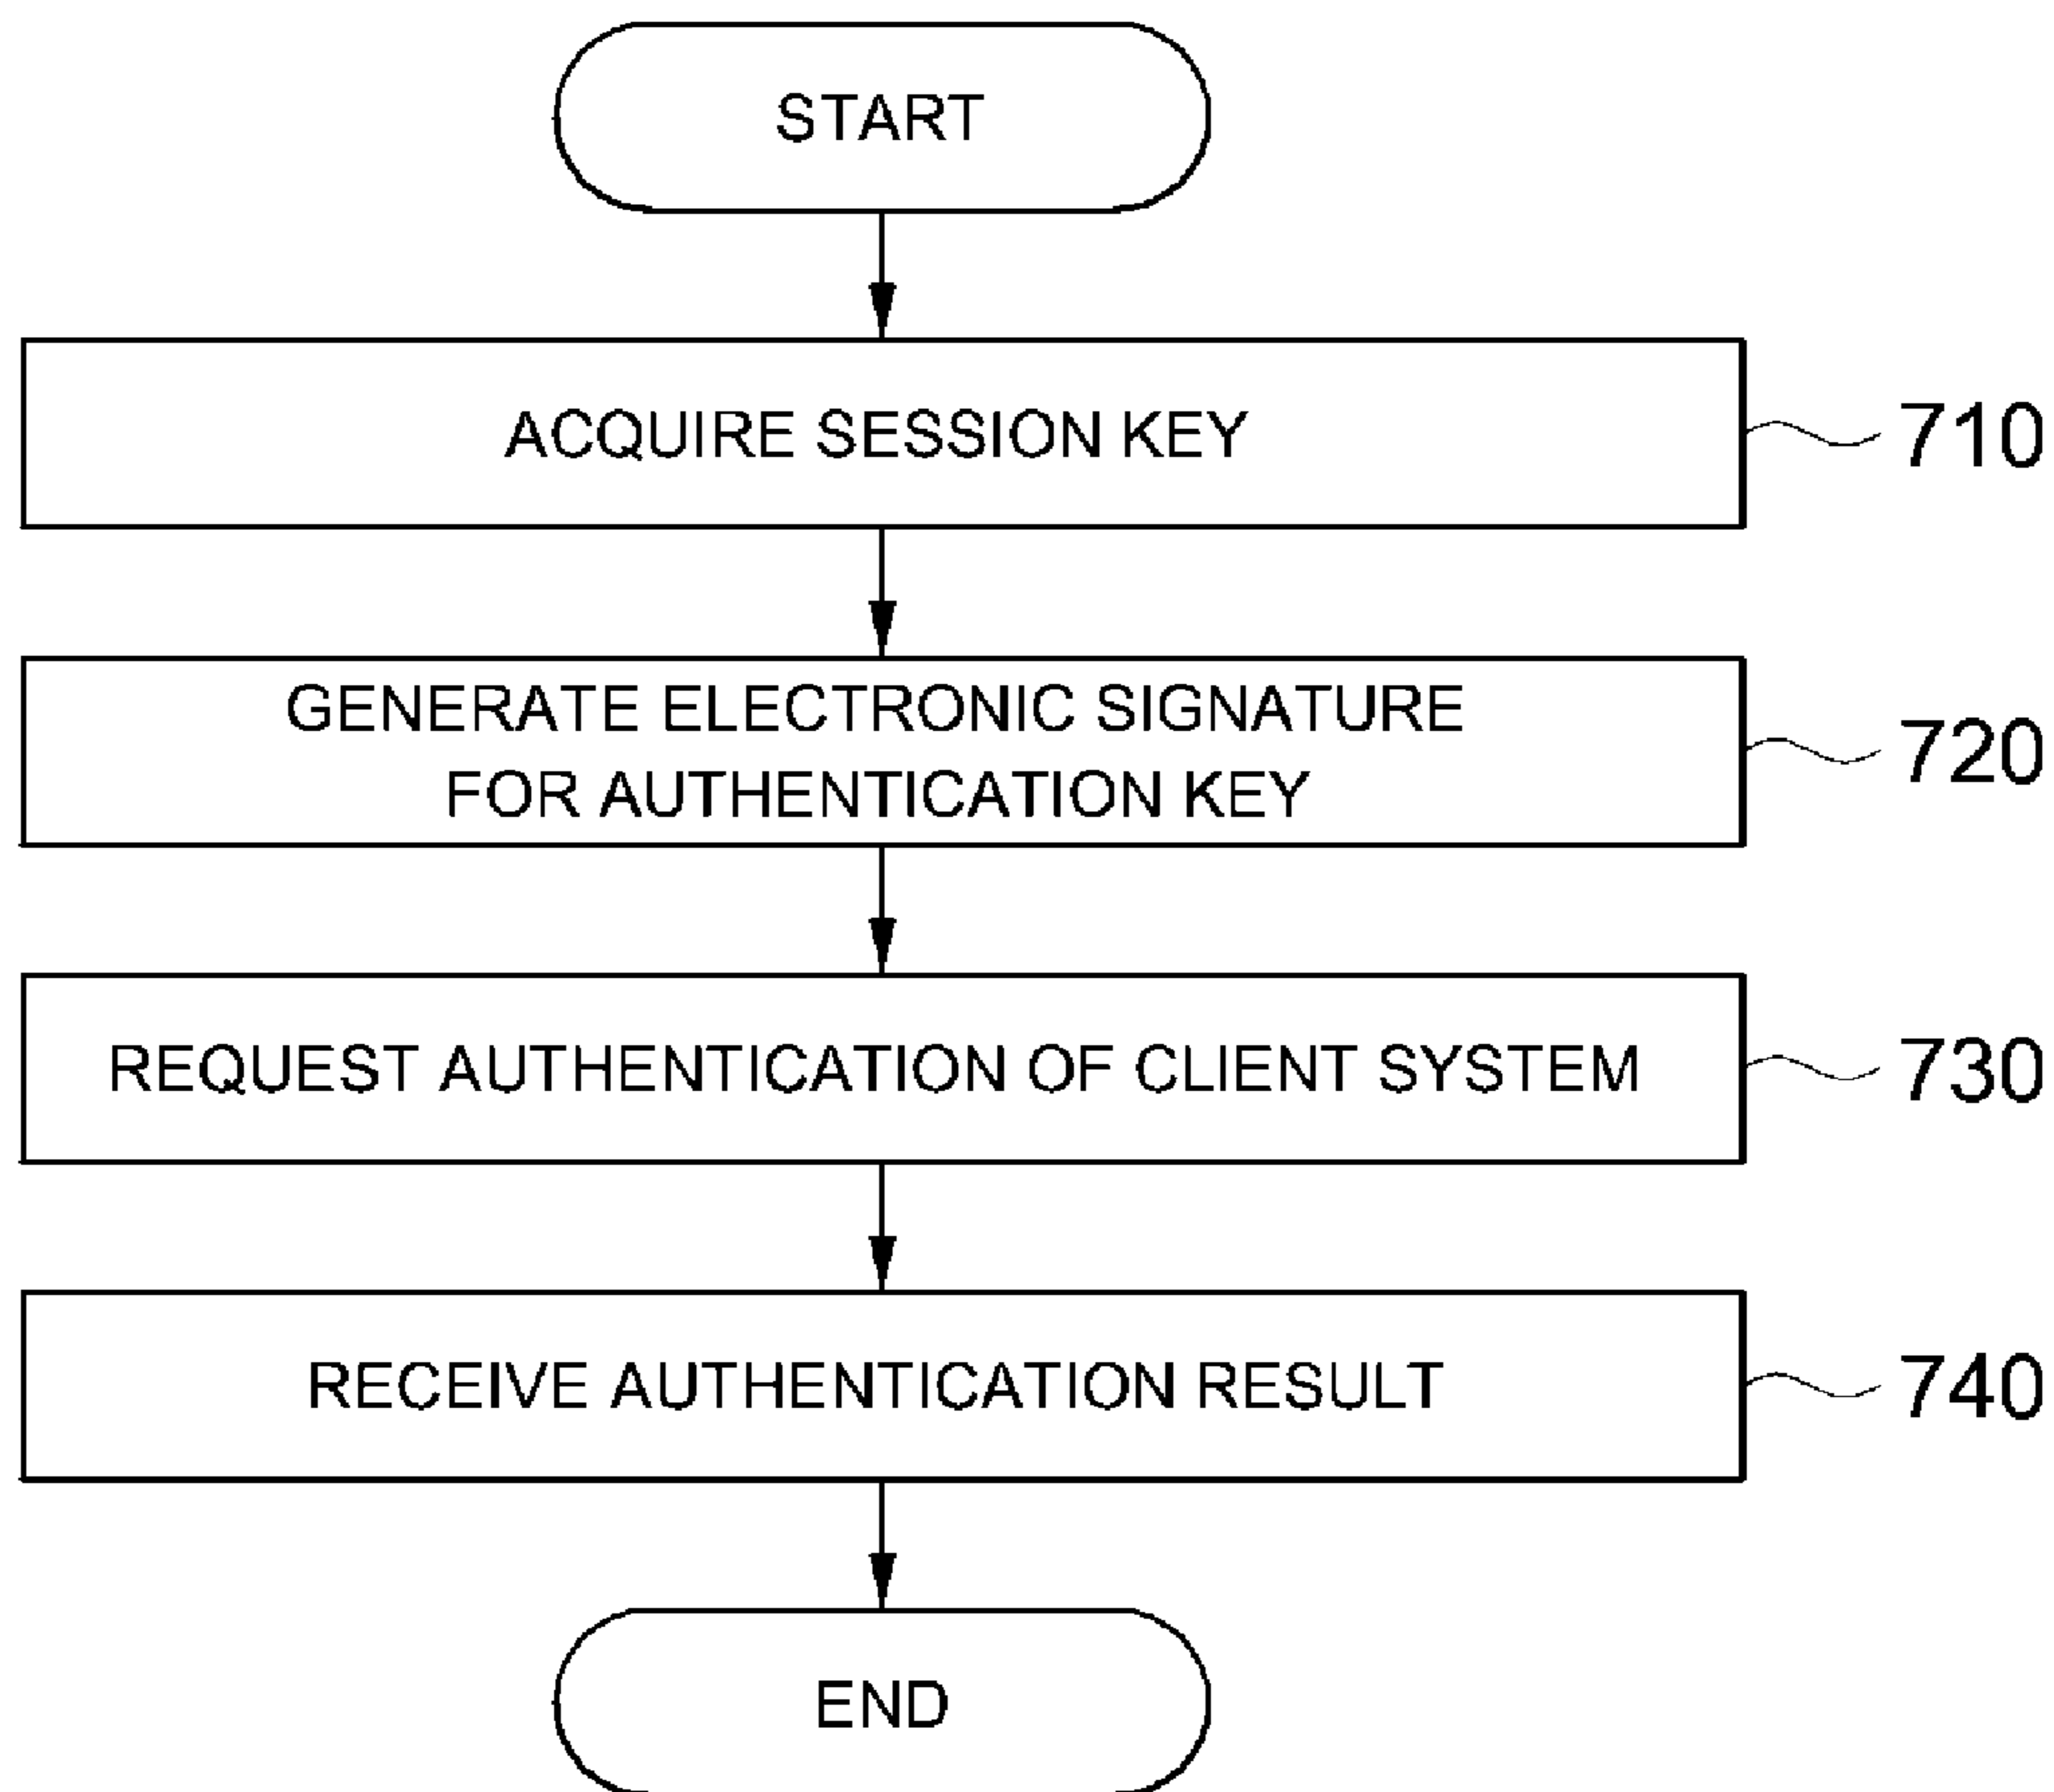 START
ACQUIRE SESSION KEY
710
GENERATE ELECTRONIC SIGNATURE
FOR AUTHENTICATION KEY
720
REQUEST AUTHENTICATION OF CLIENT SYSTEM
730
RECEIVE AUTHENTICATION RESULT
740
END